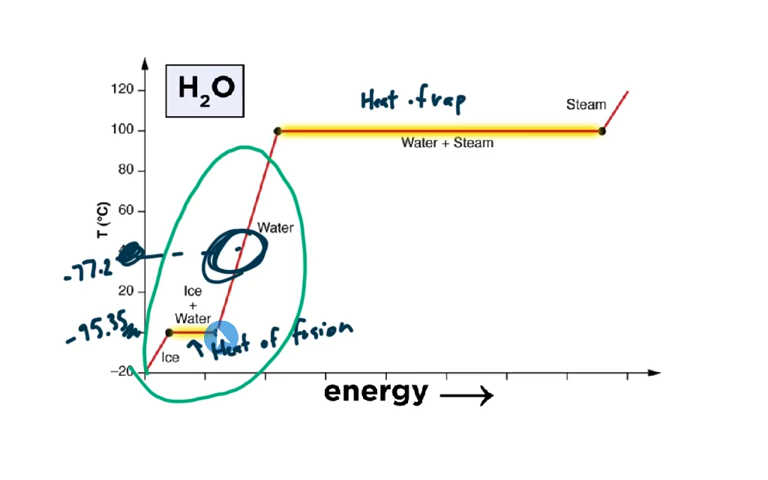 120
H₂O
Heat of vap
Steam
100
Water + Steam
80
T (°C)
60
Water
-77.2
20
Ice
+
Water
-95.35
Heat of fusion
Ice
−20
energy